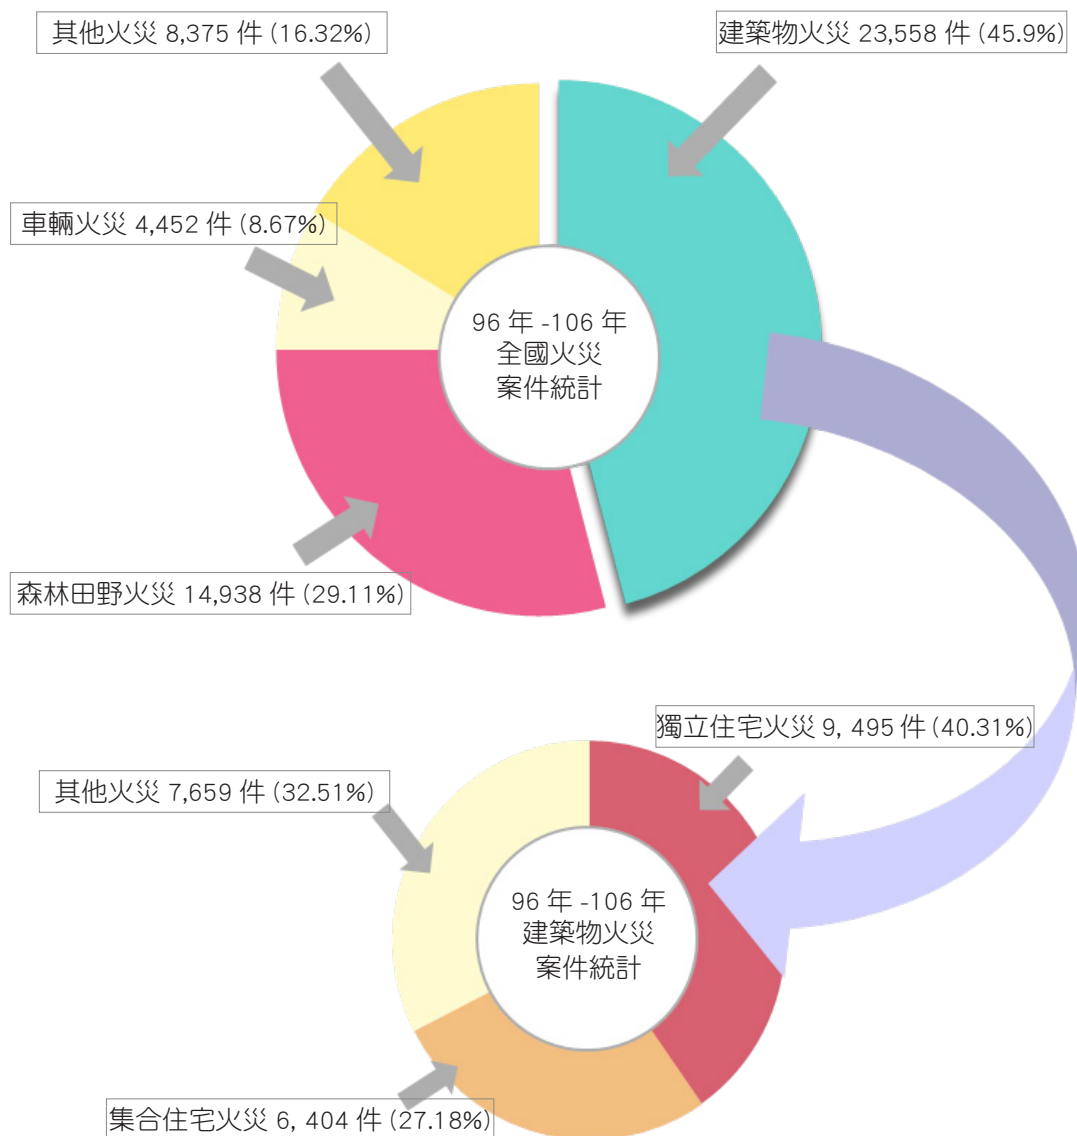 其他火災 8,375 件 (16.32%)
建築物火災 23,558 件 (45.9%)
車輛火災 4,452 件 (8.67%)
96 年 -106 年
全國火災
案件統計
森林田野火災 14,938 件 (29.11%)
獨立住宅火災 9, 495 件 (40.31%)
其他火災 7,659 件 (32.51%)
96 年 -106 年
建築物火災
案件統計
集合住宅火災 6, 404 件 (27.18%)